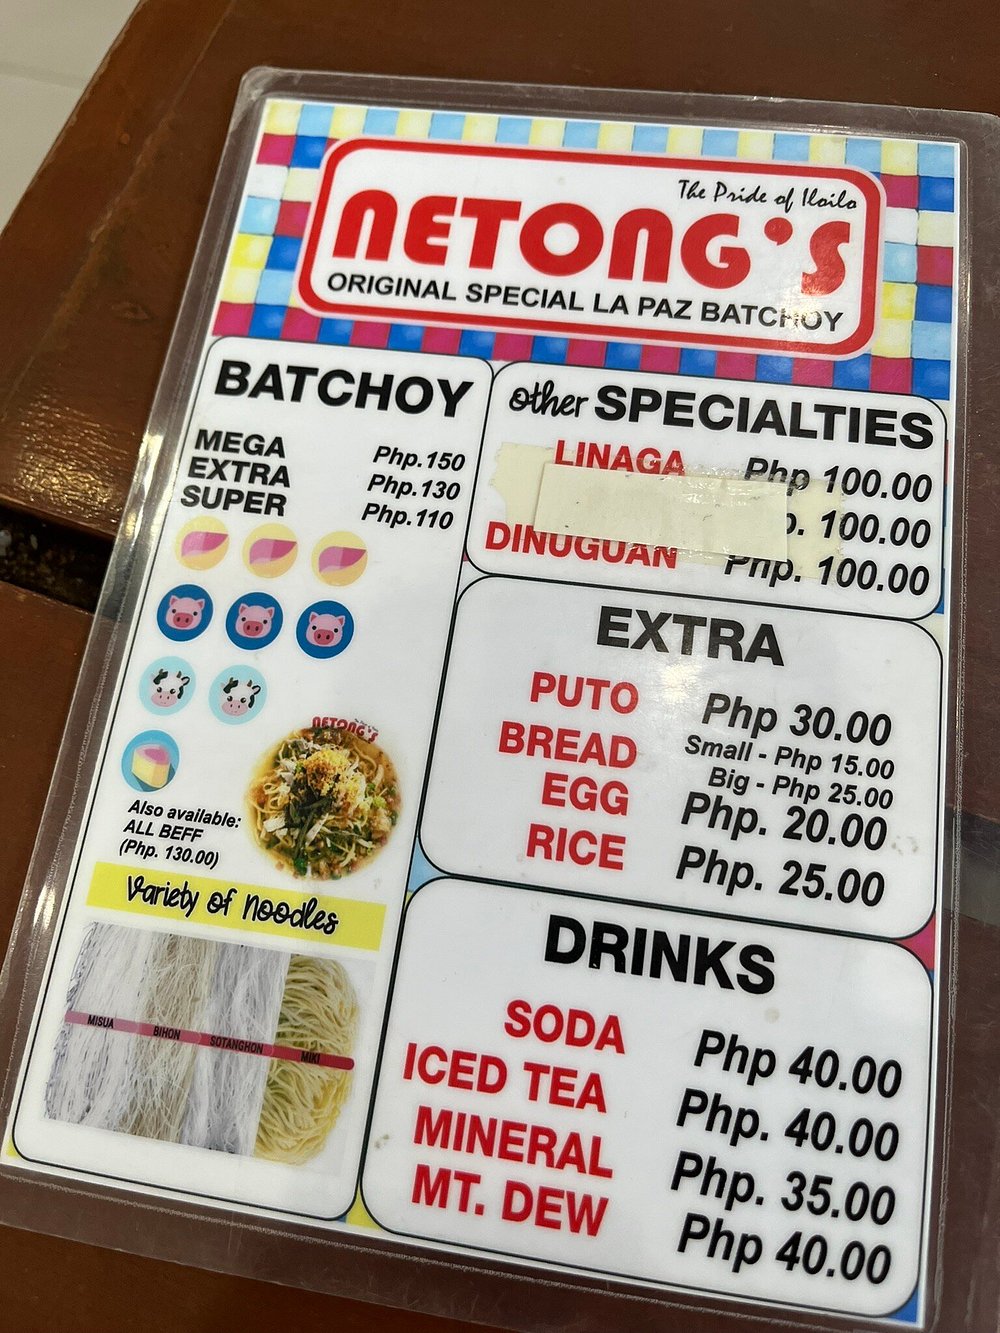 The Pride of Iloilo
NETONG'S
ORIGINAL SPECIAL LA PAZ BATCHOY
BATCHOY
MEGA Php.150
EXTRA Php.130
SUPER Php.110
NETONG'S
Also available:
ALL BEFF
(Php. 130.00)
Variety of Noodles
MISUA BIHON SOTANGHON MIKI
other SPECIALTIES
LINAGA Php 100.00
100.00
DINUGUAN Php. 100.00
EXTRA
PUTO Php 30.00
BREAD Small - Php 15.00
Big - Php 25.00
EGG Php. 20.00
RICE Php. 25.00
DRINKS
SODA Php 40.00
ICED TEA Php. 40.00
MINERAL Php. 35.00
MT. DEW Php 40.00